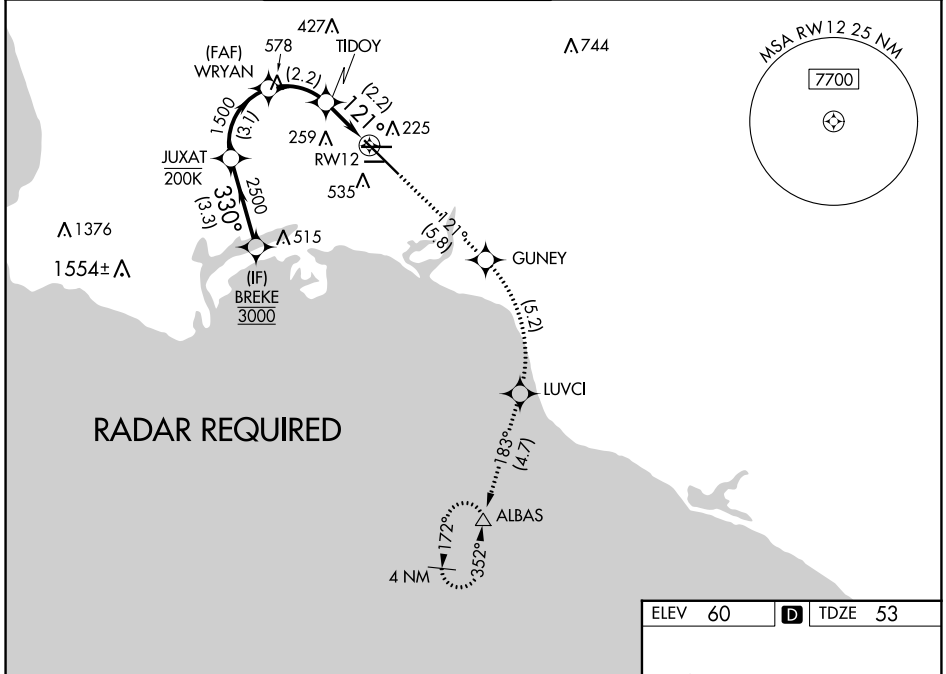 427
TIDOY
578
(FAF)
WRYAN
(2.2)
744
MSA RW12 25 NM
7700
1500
(3.1)
(2.2)
121°
225
259
RW12
535
JUXAT
200K
330°
(3.3)
2500
1376
1554±
515
(IF)
BREKE
3000
121°
(5.8)
GUNEY
(5.2)
LUVCI
RADAR REQUIRED
183°
(4.7)
ALBAS
172°
352°
4 NM
ELEV 60
D
TDZE 53